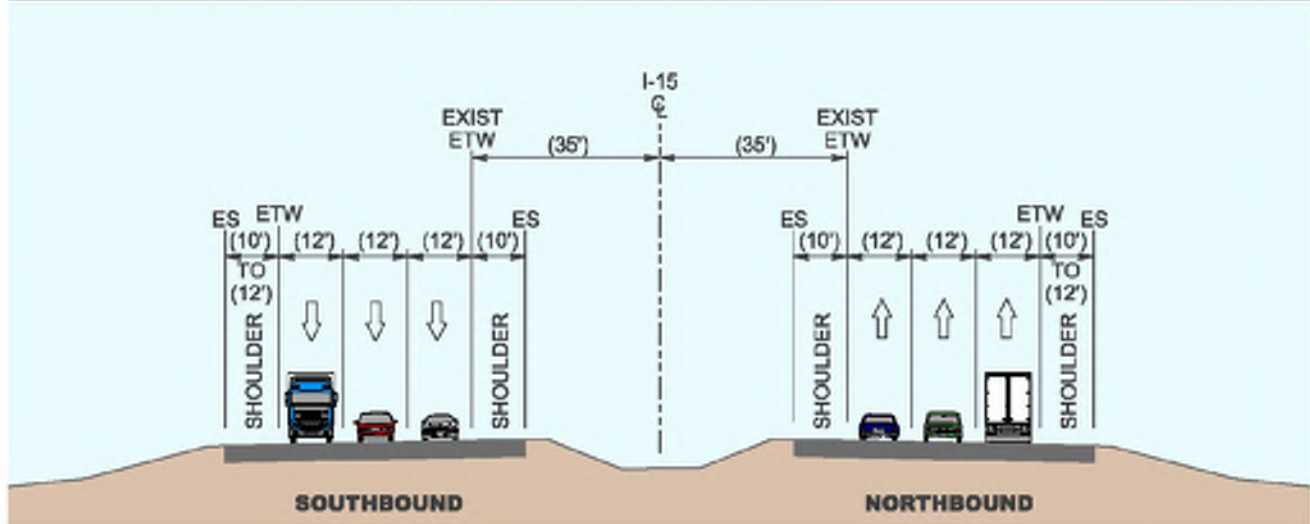 I-15
℄
EXIST
ETW
(35')
(35')
EXIST
ETW
ES
ETW
ES
(10')
TO
(12')
(12')
(12')
(12')
(10')
ES
ETW
ES
(10')
(12')
(12')
(12')
(10')
TO
(12')
SHOULDER
SHOULDER
SHOULDER
SHOULDER
SOUTHBOUND
NORTHBOUND